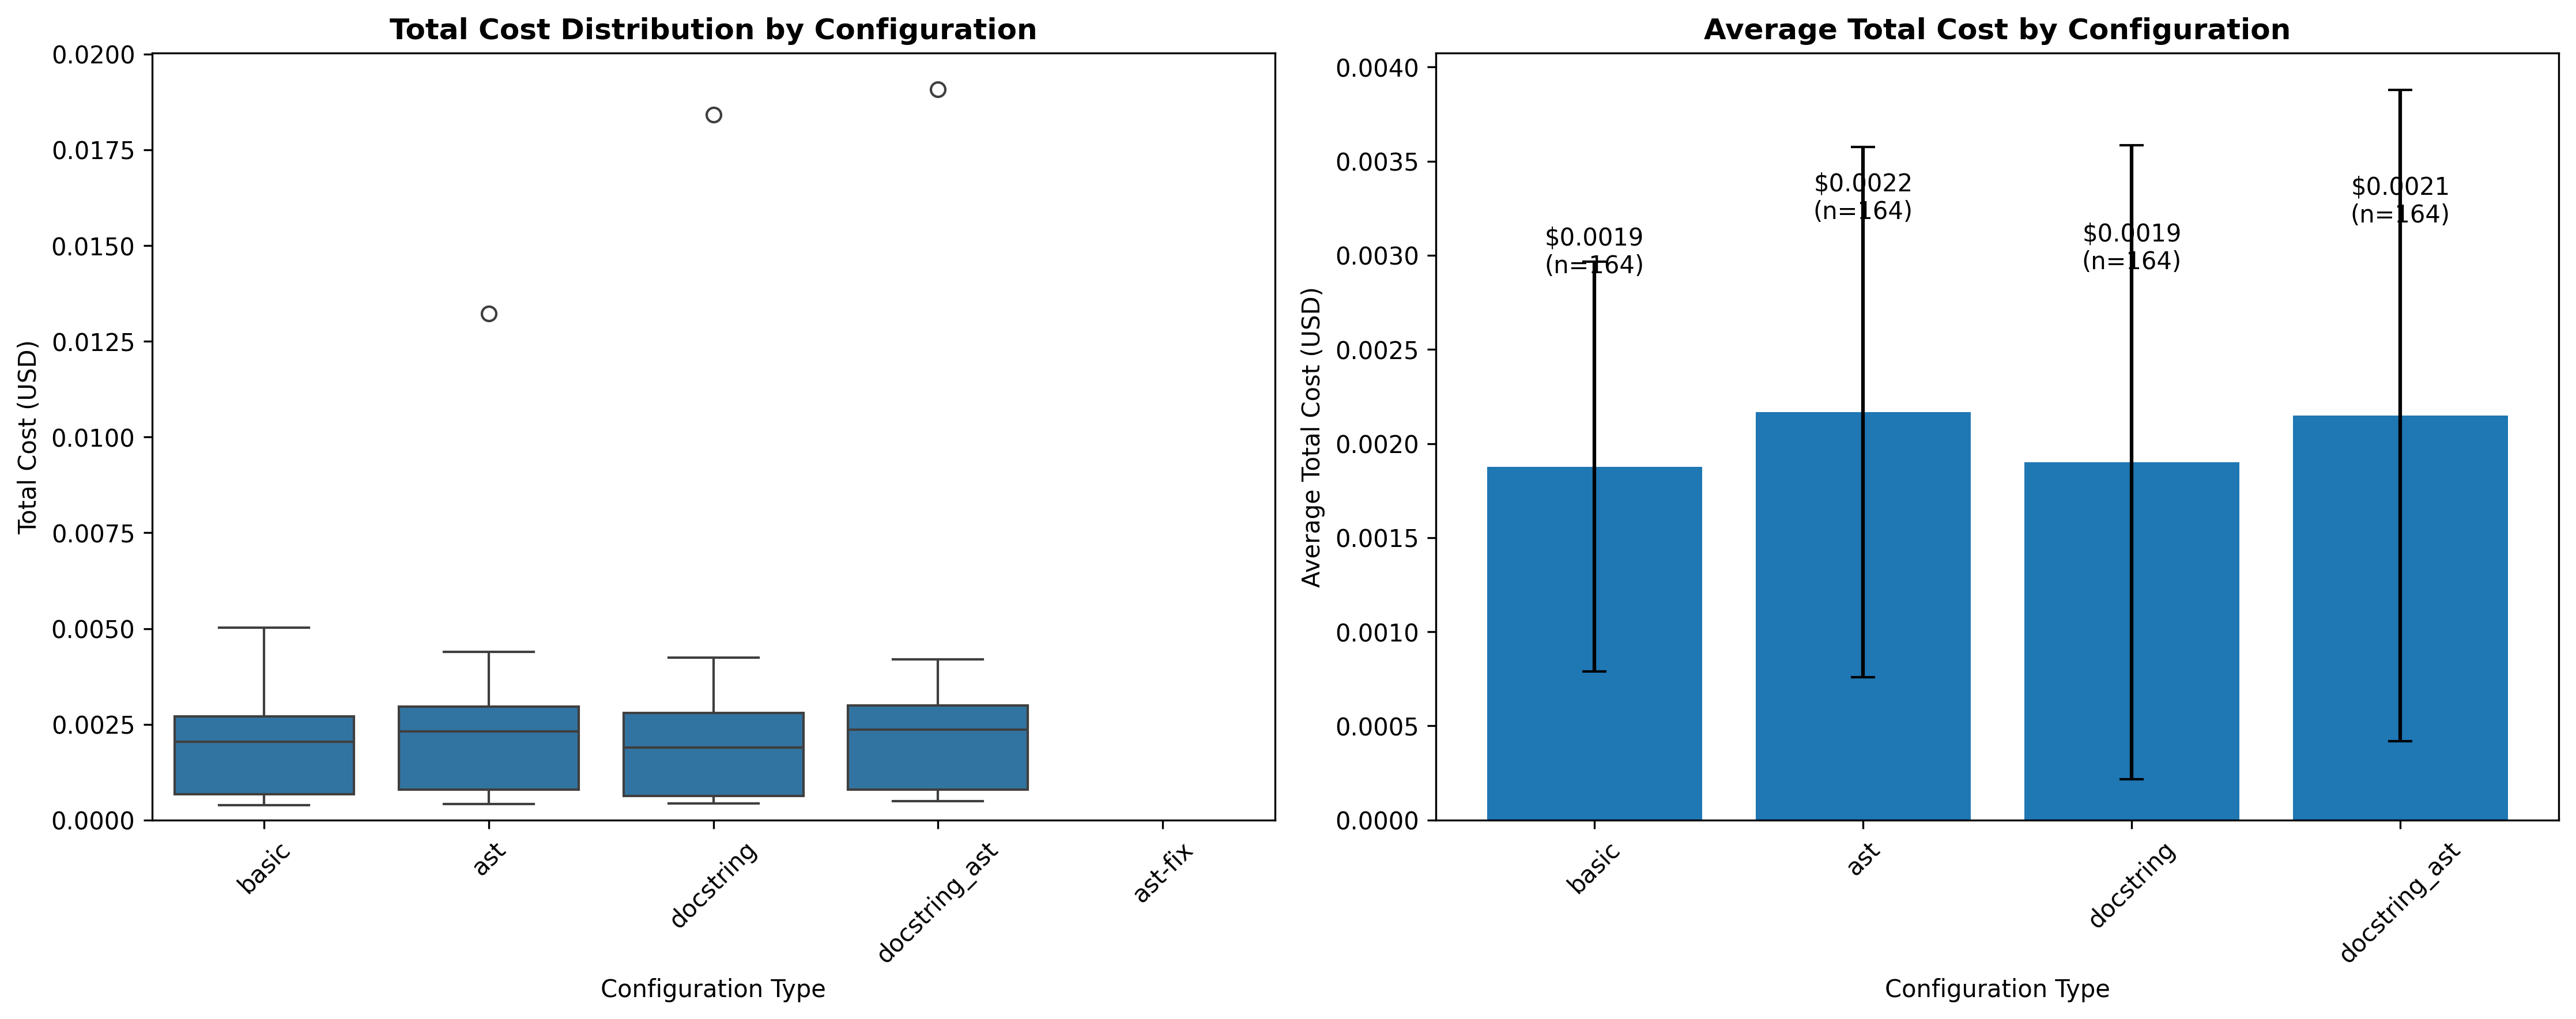 Total Cost Distribution by Configuration
Total Cost (USD)
0.0200
0.0175
0.0150
0.0125
0.0100
0.0075
0.0050
0.0025
0.0000
basic
ast
docstring
docstring_ast
ast-fix
Configuration Type
Average Total Cost by Configuration
Average Total Cost (USD)
0.0040
0.0035
0.0030
0.0025
0.0020
0.0015
0.0010
0.0005
0.0000
$0.0019
(n=164)
$0.0022
(n=164)
$0.0019
(n=164)
$0.0021
(n=164)
basic
ast
docstring
docstring_ast
Configuration Type